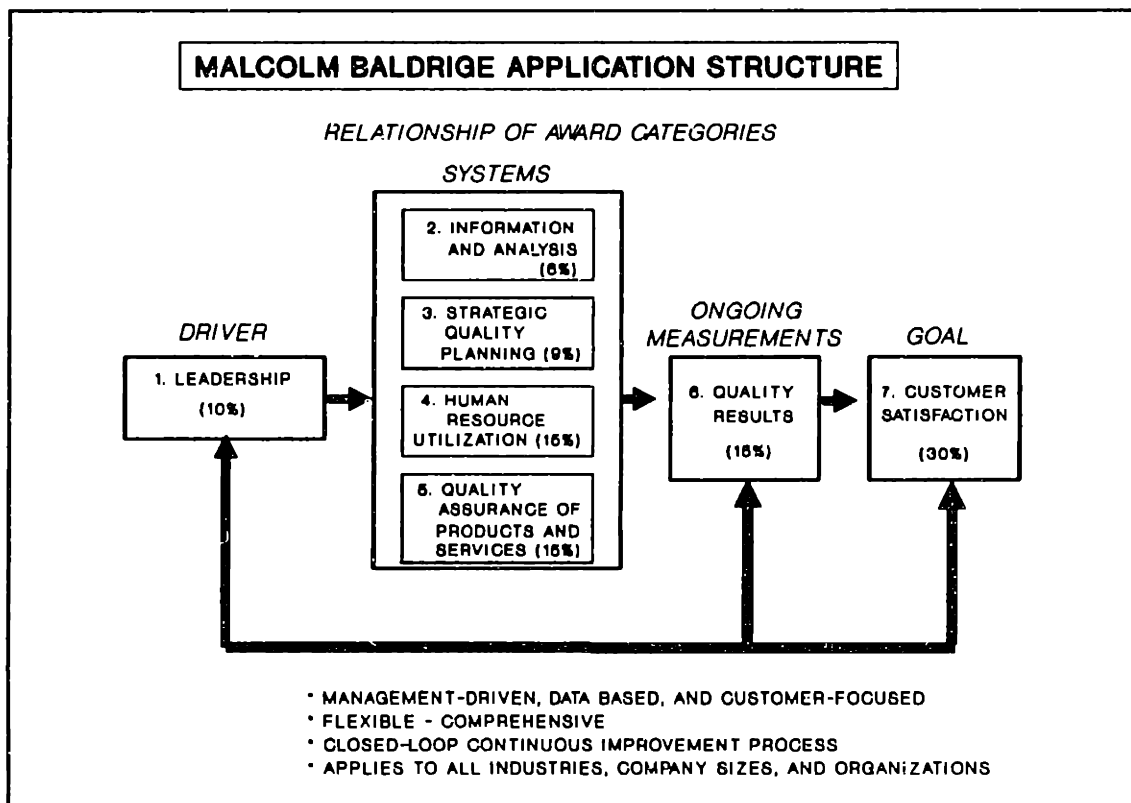 MALCOLM BALDRIGE APPLICATION STRUCTURE
RELATIONSHIP OF AWARD CATEGORIES
DRIVER
1. LEADERSHIP
(10%)
SYSTEMS
2. INFORMATION
AND ANALYSIS
(6%)
3. STRATEGIC
QUALITY
PLANNING (9%)
4. HUMAN
RESOURCE
UTILIZATION (15%)
5. QUALITY
ASSURANCE OF
PRODUCTS AND
SERVICES (15%)
ONGOING
MEASUREMENTS
6. QUALITY
RESULTS
(15%)
GOAL
7. CUSTOMER
SATISFACTION
(30%)
* MANAGEMENT-DRIVEN, DATA BASED, AND CUSTOMER-FOCUSED
* FLEXIBLE - COMPREHENSIVE
* CLOSED-LOOP CONTINUOUS IMPROVEMENT PROCESS
* APPLIES TO ALL INDUSTRIES, COMPANY SIZES, AND ORGANIZATIONS